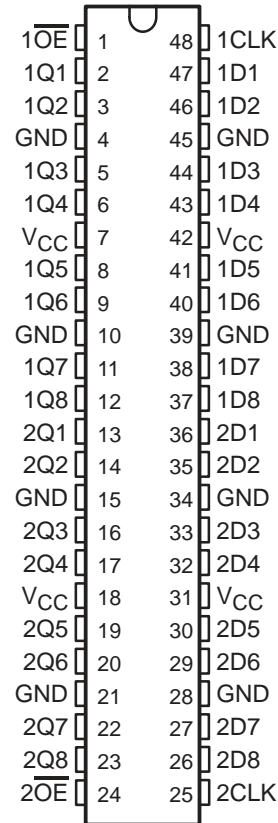 1O̅E̅ 1 48 1CLK
1Q1 2 47 1D1
1Q2 3 46 1D2
GND 4 45 GND
1Q3 5 44 1D3
1Q4 6 43 1D4
VCC 7 42 VCC
1Q5 8 41 1D5
1Q6 9 40 1D6
GND 10 39 GND
1Q7 11 38 1D7
1Q8 12 37 1D8
2Q1 13 36 2D1
2Q2 14 35 2D2
GND 15 34 GND
2Q3 16 33 2D3
2Q4 17 32 2D4
VCC 18 31 VCC
2Q5 19 30 2D5
2Q6 20 29 2D6
GND 21 28 GND
2Q7 22 27 2D7
2Q8 23 26 2D8
2O̅E̅ 24 25 2CLK